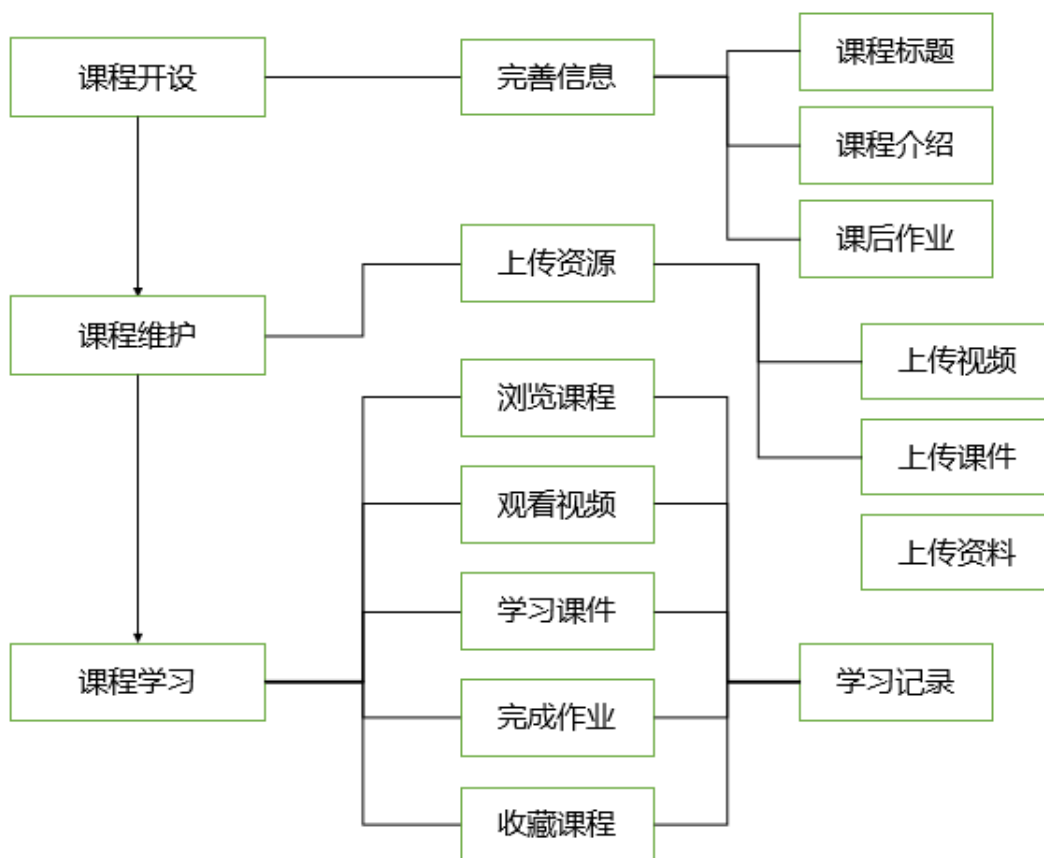 课程开设
完善信息
课程标题
课程介绍
课后作业
课程维护
上传资源
上传视频
上传课件
上传资料
课程学习
浏览课程
观看视频
学习课件
完成作业
收藏课程
学习记录